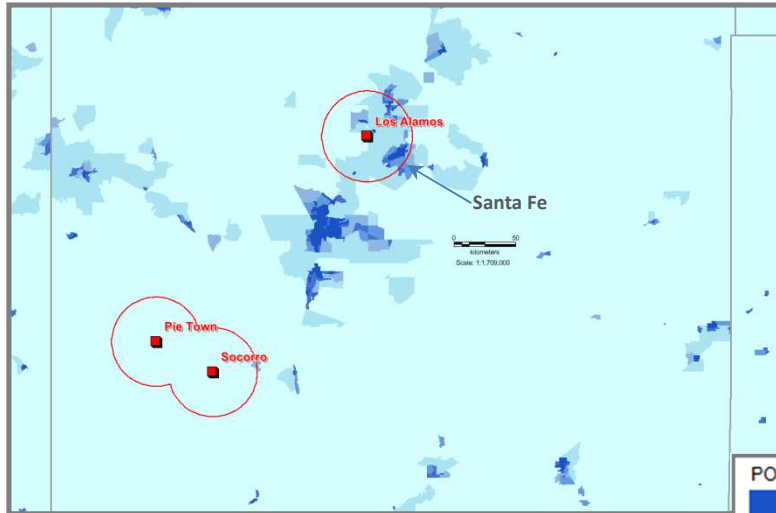 Los Alamos
Santa Fe
0 50
kilometers
Scale: 1:1,709,000
Pie Town
Socorro
PO